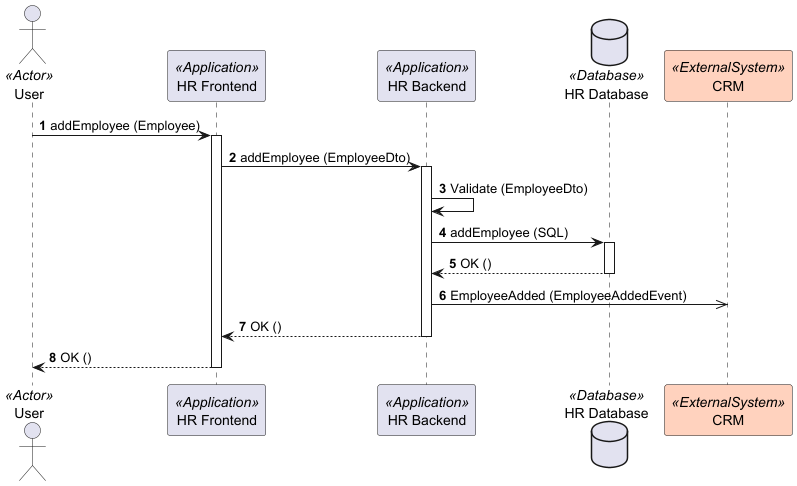 «Actor»
User
«Application»
HR Frontend
«Application»
HR Backend
«Database»
HR Database
«ExternalSystem»
CRM
1 addEmployee (Employee)
2 addEmployee (EmployeeDto)
3 Validate (EmployeeDto)
4 addEmployee (SQL)
5 OK ()
6 EmployeeAdded (EmployeeAddedEvent)
7 OK ()
8 OK ()
«Actor»
User
«Application»
HR Frontend
«Application»
HR Backend
«Database»
HR Database
«ExternalSystem»
CRM